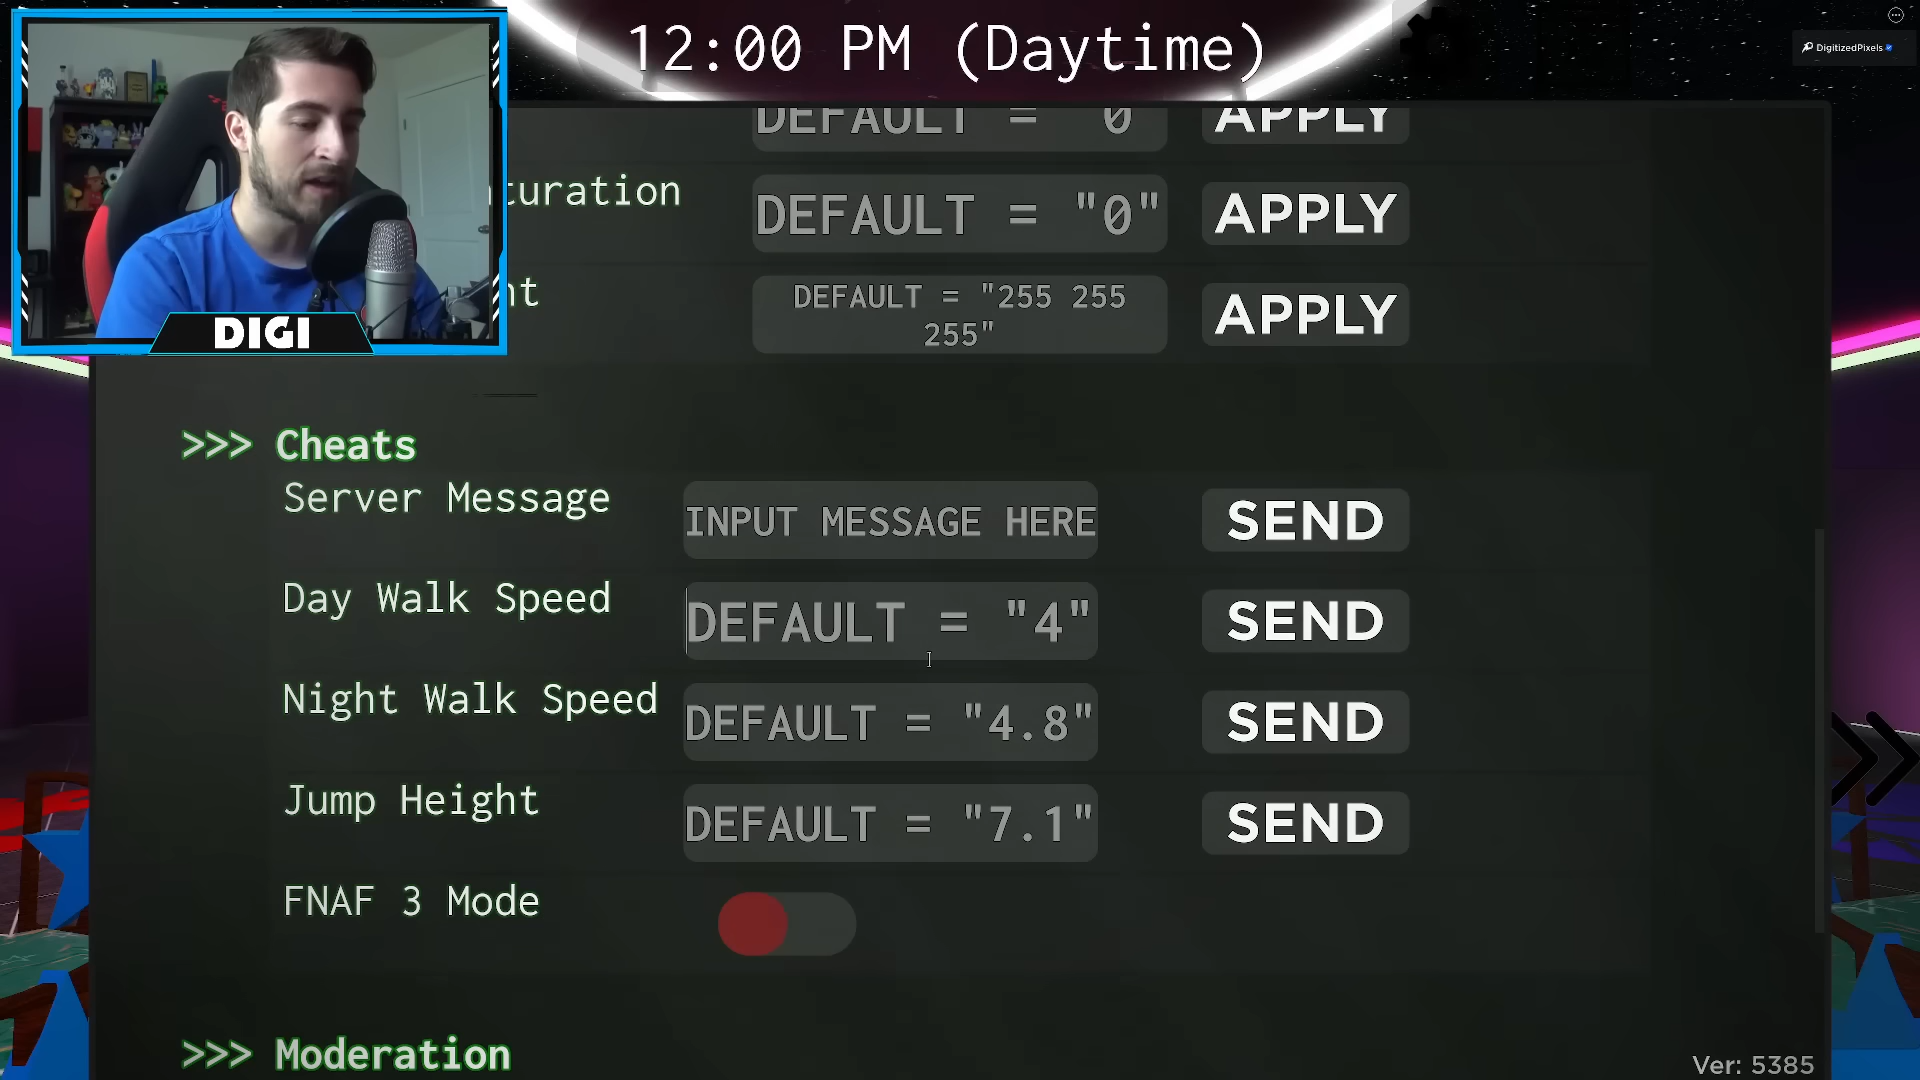 12:00 PM (Daytime)
DigitizedPixels
DEFAULT = 0 APPLY
turation DEFAULT = "0" APPLY
nt DEFAULT = "255 255
255" APPLY
DIGI
>>> Cheats
Server Message INPUT MESSAGE HERE SEND
Day Walk Speed DEFAULT = "4" SEND
Night Walk Speed DEFAULT = "4.8" SEND
Jump Height DEFAULT = "7.1" SEND
FNAF 3 Mode
>>> Moderation
Ver: 5385